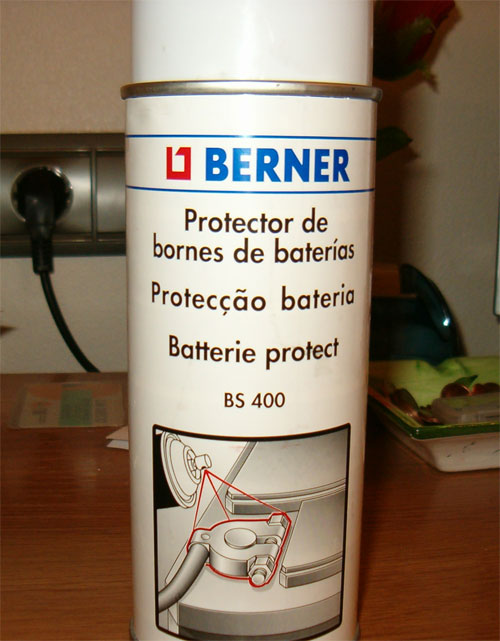 BERNER
Protector de
bornes de baterías
Protecção bateria
Batterie protect
BS 400